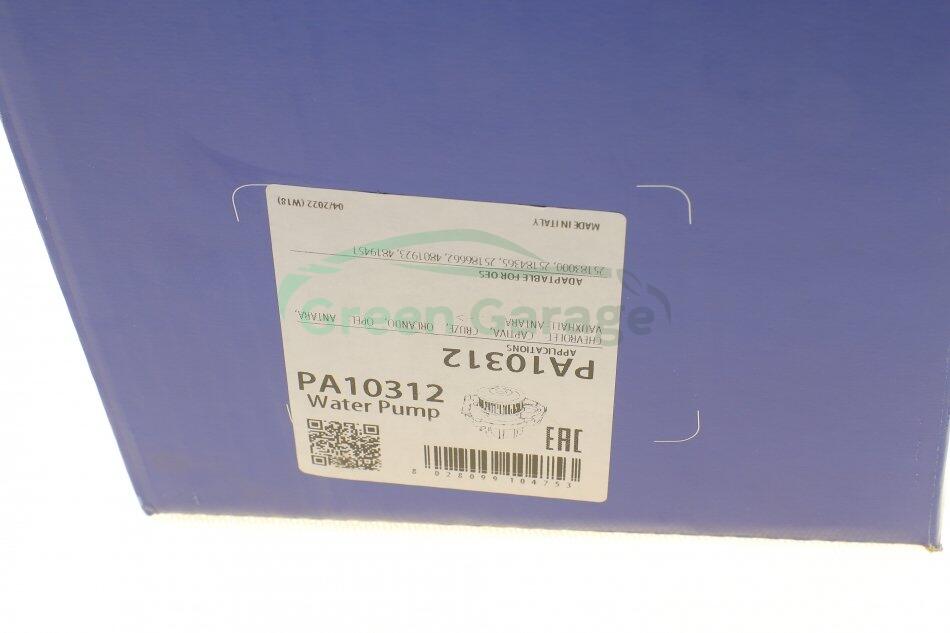 PA10312
Water Pump
EAC
8 028099 104753
PA10312
APPLICATIONS
CHEVROLET CAPTIVA, CRUZE, ORLANDO, OPEL ANTARA,
VAUXHALL ANTARA >
ADAPTABLE FOR OES
25183000, 25184365, 25186662, 4801923, 4819451
MADE IN ITALY 04/2022 (W18)
Green Garage